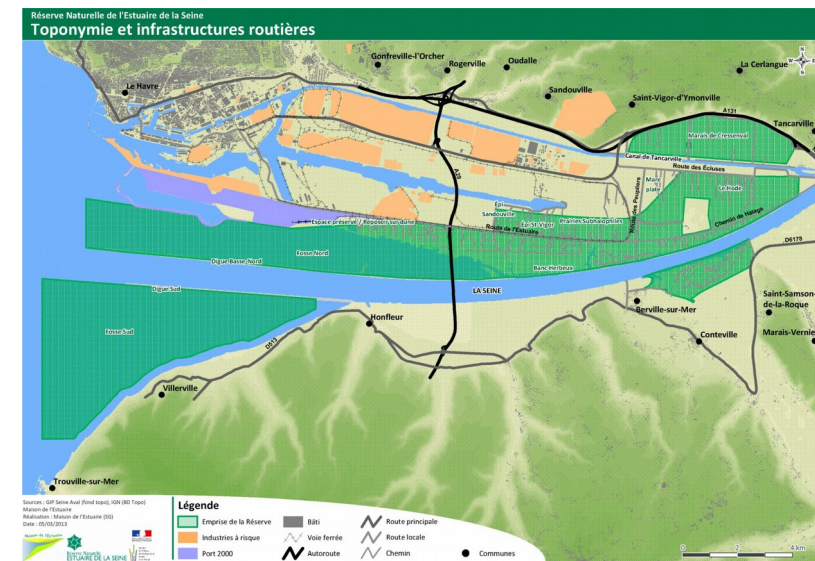 Réserve Naturelle de l'Estuaire de la Seine
Toponymie et infrastructures routières
Gonfreville-l'Orcher
Rogerville
Oudalle
La Cerlangue
Le Havre
Sandouville
Saint-Vigor-d'Ymonville
A131
Tancarville
Marais de Cressenval
Canal de Tancarville
Route des Écluses
A29
Mare
plate
Le Hode
Route des Peupliers
Épi
Sandouville
Espace préservé / Reposoir sur dune
Épi St-Vigor
Prairies Subhalophiles
Chemin de Halage
Route de l'Estuaire
D6178
Fosse Nord
Digue Basse Nord
Banc Herbeux
Digue Sud
LA SEINE
Saint-Samson-
de-la-Roque
Berville-sur-Mer
Honfleur
Fosse Sud
Conteville
Marais-Vernie
D513
Villerville
Trouville-sur-Mer
Sources : GIP Seine Aval (fond topo), IGN (BD Topo)
Maison de l'Estuaire
Réalisation : Maison de l'Estuaire (SG)
Date : 05/03/2013
Légende
Emprise de la Réserve
Bâti
Route principale
Industries à risque
Voie ferrée
Route locale
Port 2000
Autoroute
Chemin
Communes
0 2 4 km
Maison de l'Estuaire
Réserve Naturelle
ESTUAIRE DE LA SEINE